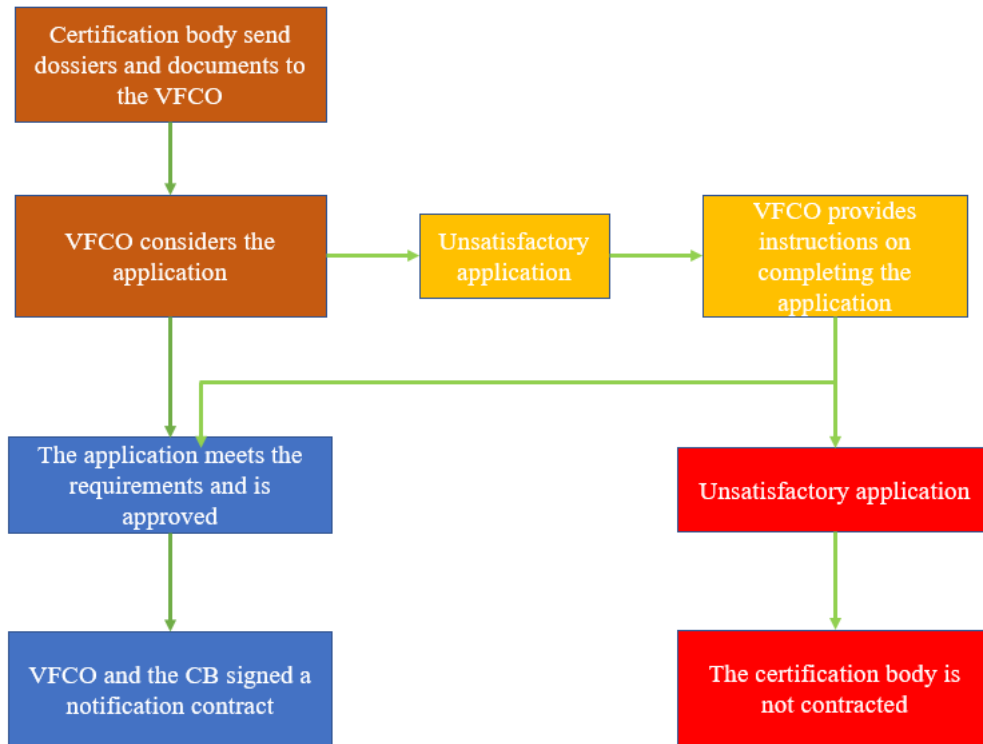 Certification body send
dossiers and documents to
the VFCO
VFCO considers the
application
Unsatisfactory
application
VFCO provides
instructions on
completing the
application
The application meets the
requirements and is
approved
Unsatisfactory application
VFCO and the CB signed a
notification contract
The certification body is
not contracted